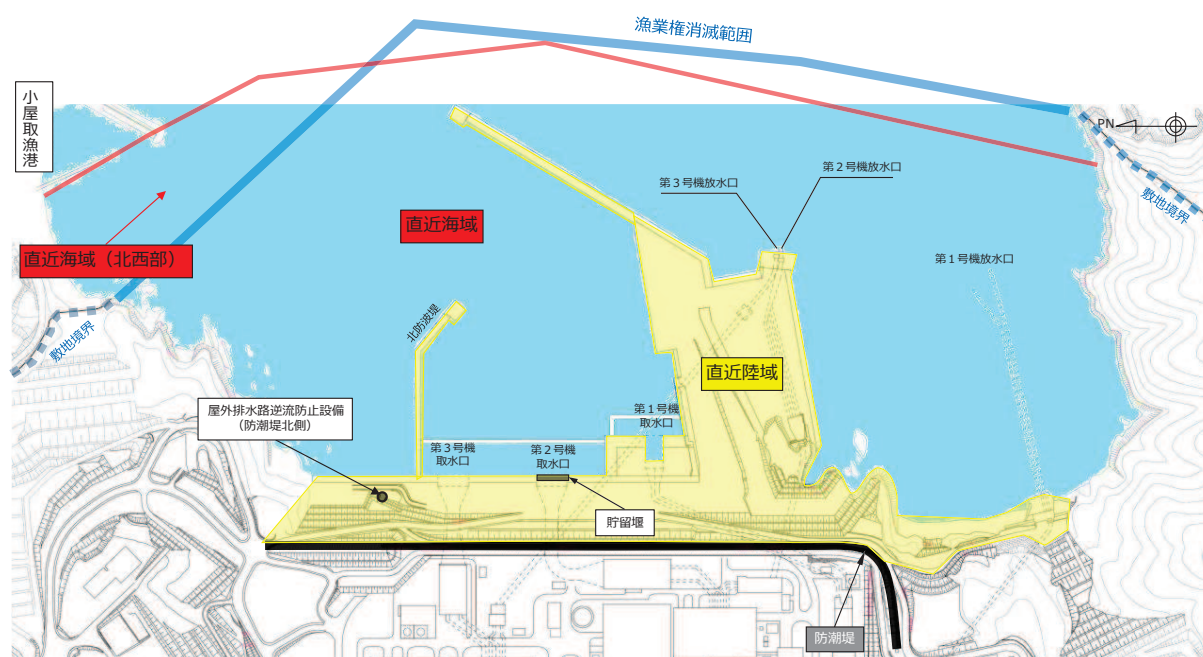 漁業権消滅範囲
小屋取漁港
PN
第2号機放水口
第3号機放水口
敷地境界
直近海域
直近海域(北西部)
第1号機放水口
北防波堤
敷地境界
直近陸域
屋外排水路逆流防止設備
(防潮堤北側)
第1号機
取水口
第3号機
取水口
第2号機
取水口
貯留堰
防潮堤